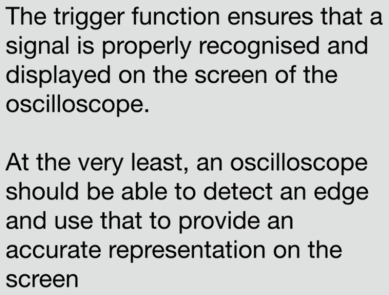 The trigger function ensures that a
signal is properly recognised and
displayed on the screen of the
oscilloscope.
At the very least, an oscilloscope
should be able to detect an edge
and use that to provide an
accurate representation on the
screen